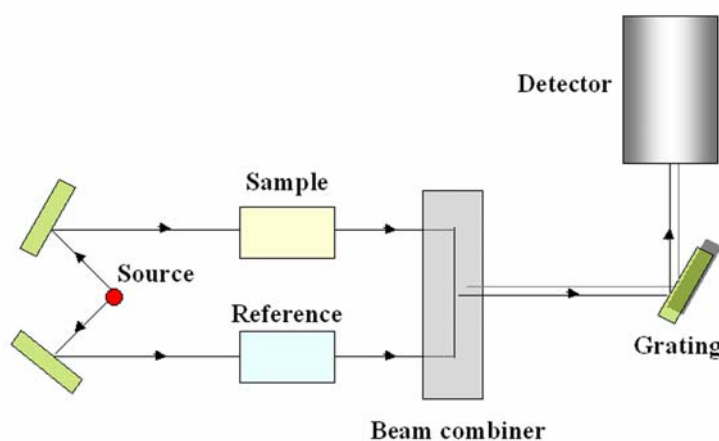 Detector
Sample
Source
Reference
Grating
Beam combiner